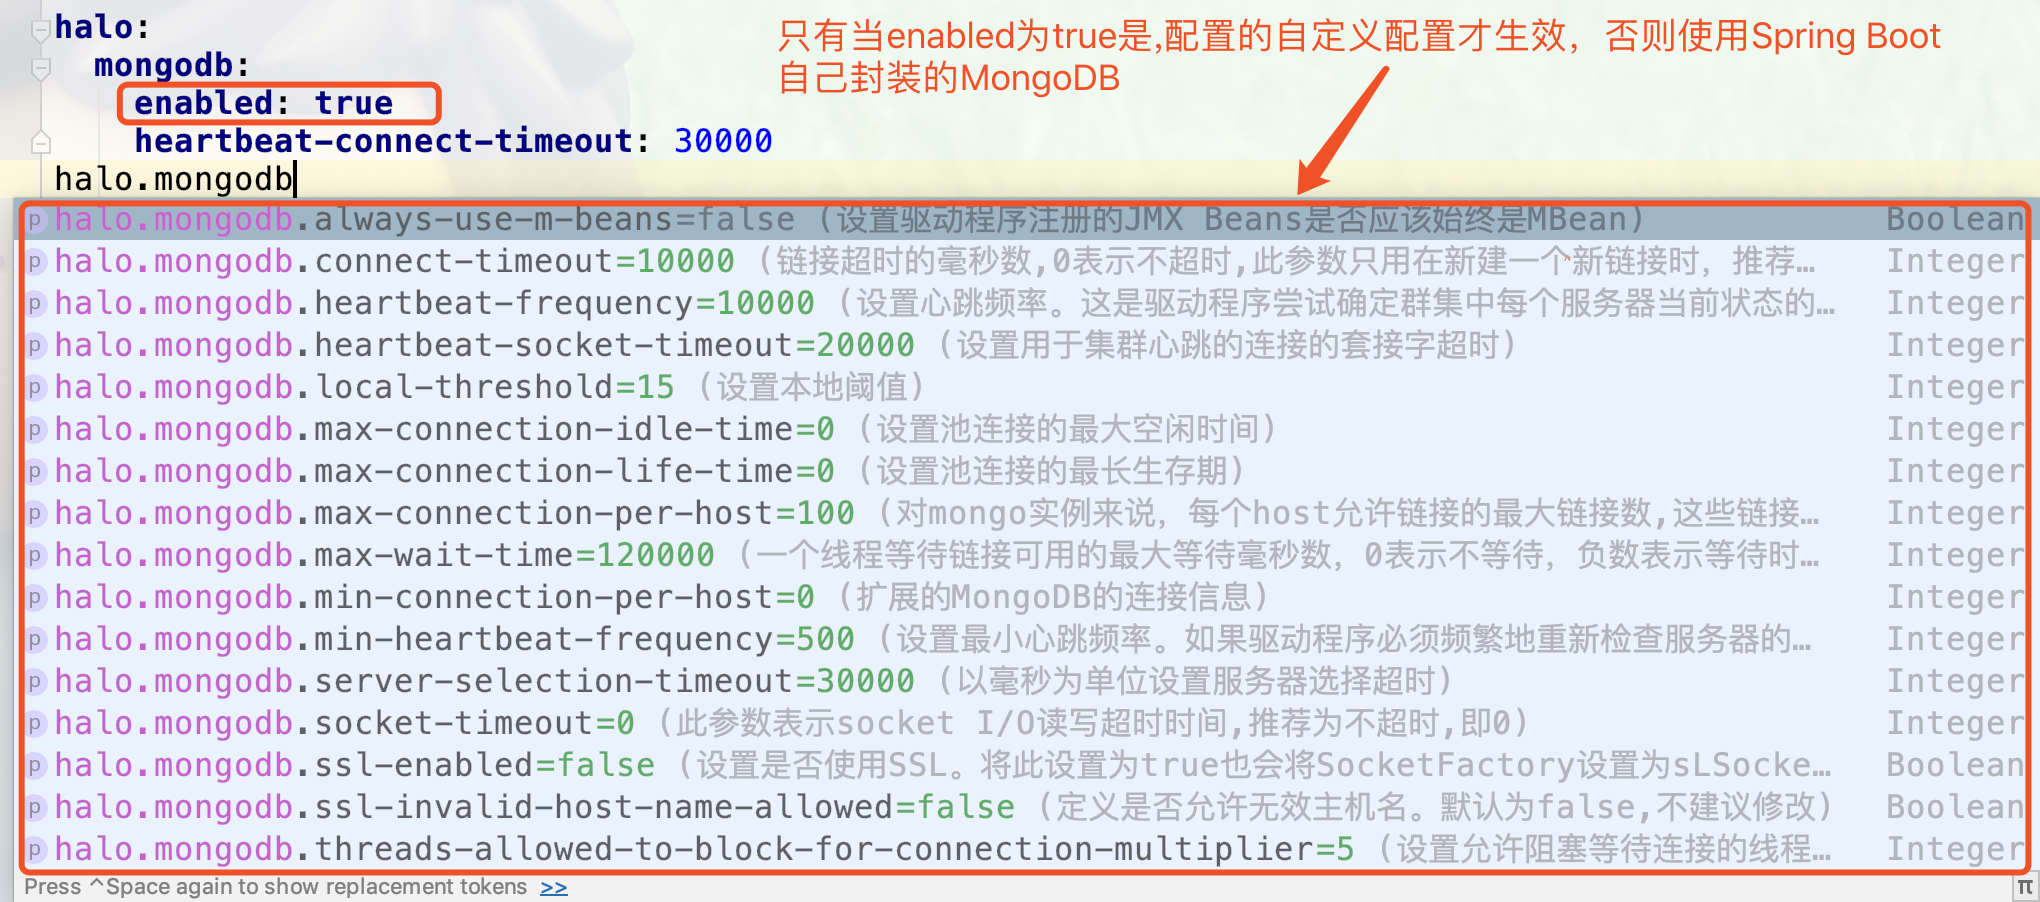 halo:
mongodb:
enabled: true
heartbeat-connect-timeout: 30000
halo.mongodb
只有当enabled为true是,配置的自定义配置才生效，否则使用Spring Boot
自己封装的MongoDB
p halo.mongodb.always-use-m-beans=false (设置驱动程序注册的JMX Beans是否应该始终是MBean) Boolean
p halo.mongodb.connect-timeout=10000 (链接超时的毫秒数,0表示不超时,此参数只用在新建一个新链接时，推荐… Integer
p halo.mongodb.heartbeat-frequency=10000 (设置心跳频率。这是驱动程序尝试确定群集中每个服务器当前状态的… Integer
p halo.mongodb.heartbeat-socket-timeout=20000 (设置用于集群心跳的连接的套接字超时) Integer
p halo.mongodb.local-threshold=15 (设置本地阈值) Integer
p halo.mongodb.max-connection-idle-time=0 (设置池连接的最大空闲时间) Integer
p halo.mongodb.max-connection-life-time=0 (设置池连接的最长生存期) Integer
p halo.mongodb.max-connection-per-host=100 (对mongo实例来说，每个host允许链接的最大链接数,这些链接… Integer
p halo.mongodb.max-wait-time=120000 (一个线程等待链接可用的最大等待毫秒数，0表示不等待，负数表示等待时… Integer
p halo.mongodb.min-connection-per-host=0 (扩展的MongoDB的连接信息) Integer
p halo.mongodb.min-heartbeat-frequency=500 (设置最小心跳频率。如果驱动程序必须频繁地重新检查服务器的… Integer
p halo.mongodb.server-selection-timeout=30000 (以毫秒为单位设置服务器选择超时) Integer
p halo.mongodb.socket-timeout=0 (此参数表示socket I/O读写超时时间,推荐为不超时,即0) Integer
p halo.mongodb.ssl-enabled=false (设置是否使用SSL。将此设置为true也会将SocketFactory设置为sLSocke… Boolean
p halo.mongodb.ssl-invalid-host-name-allowed=false (定义是否允许无效主机名。默认为false,不建议修改) Boolean
p halo.mongodb.threads-allowed-to-block-for-connection-multiplier=5 (设置允许阻塞等待连接的线程… Integer
Press ^Space again to show replacement tokens >> π